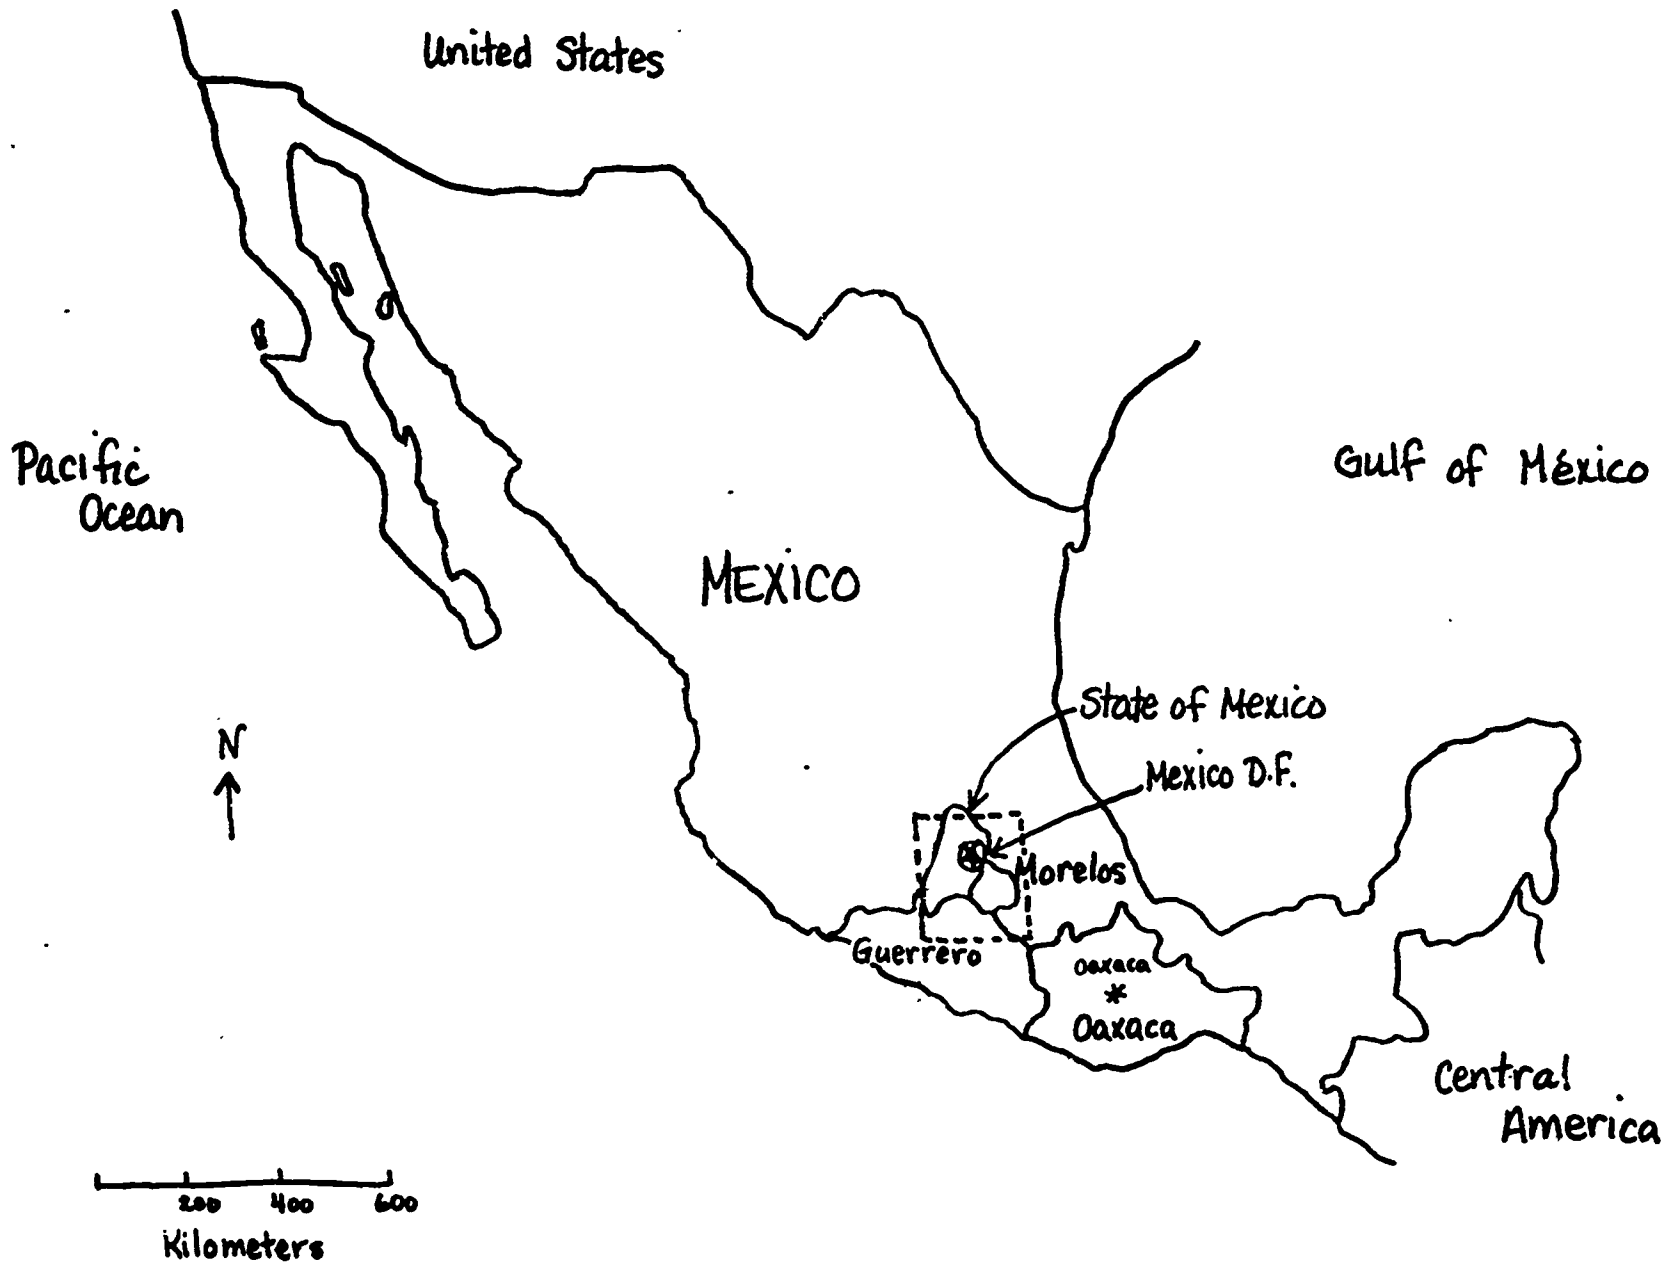 United States
Pacific
Ocean
Gulf of México
MEXICO
State of Mexico
N
Mexico D.F.
Morelos
Guerrero
oaxaca
*
Oaxaca
Central
America
200 400 600
Kilometers